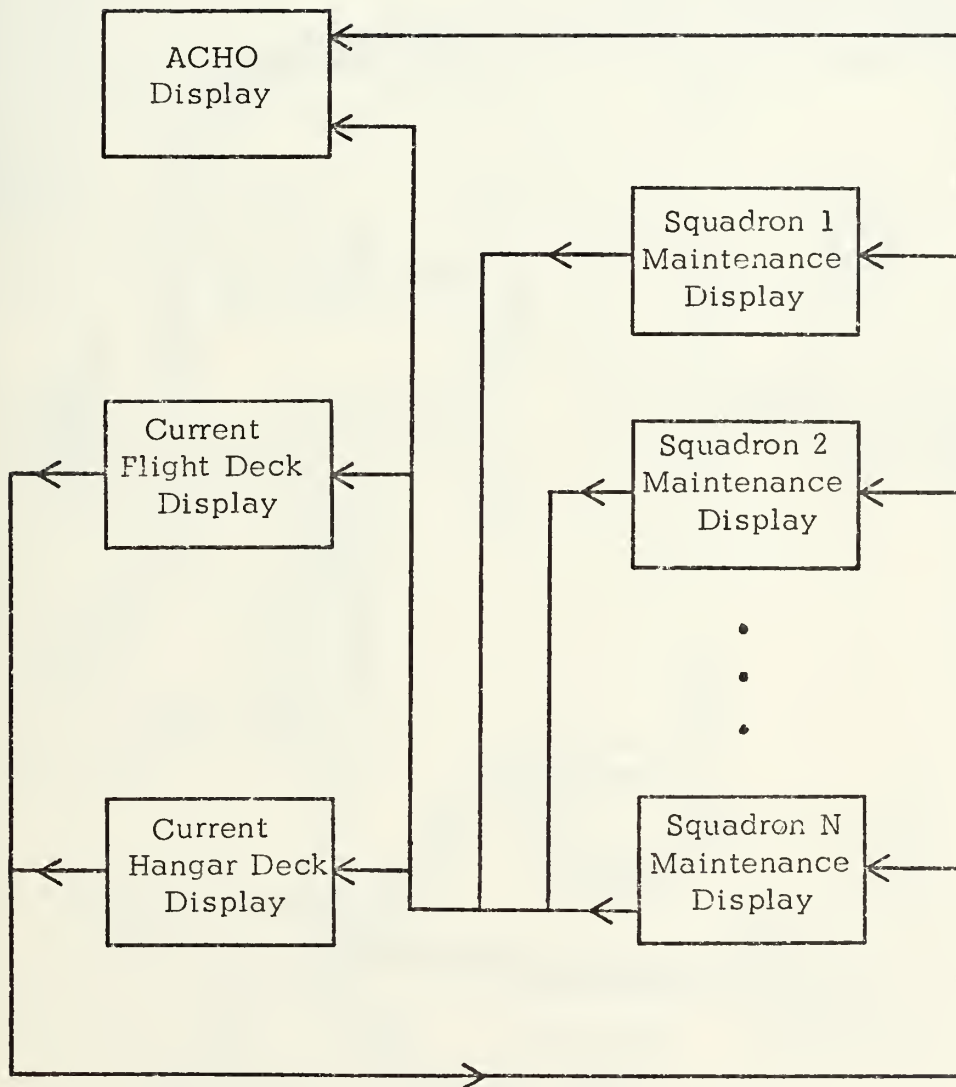 ACHO
Display
Squadron 1
Maintenance
Display
Current
Flight Deck
Display
Squadron 2
Maintenance
Display
Current
Hangar Deck
Display
Squadron N
Maintenance
Display